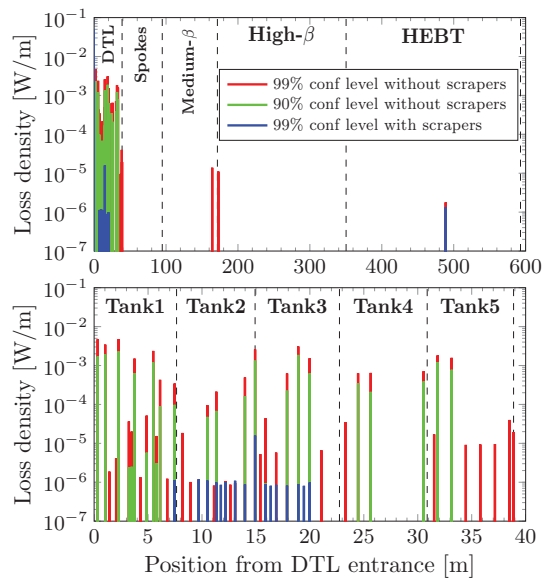 Loss density [W/m]
10^-1
10^-2
10^-3
10^-4
10^-5
10^-6
10^-7
DTL
Spokes
Medium-β
High-β
HEBT
99% conf level without scrapers
90% conf level without scrapers
99% conf level with scrapers
0 100 200 300 400 500 600
Loss density [W/m]
10^-1
10^-2
10^-3
10^-4
10^-5
10^-6
10^-7
Tank1 Tank2 Tank3 Tank4 Tank5
0 5 10 15 20 25 30 35 40
Position from DTL entrance [m]